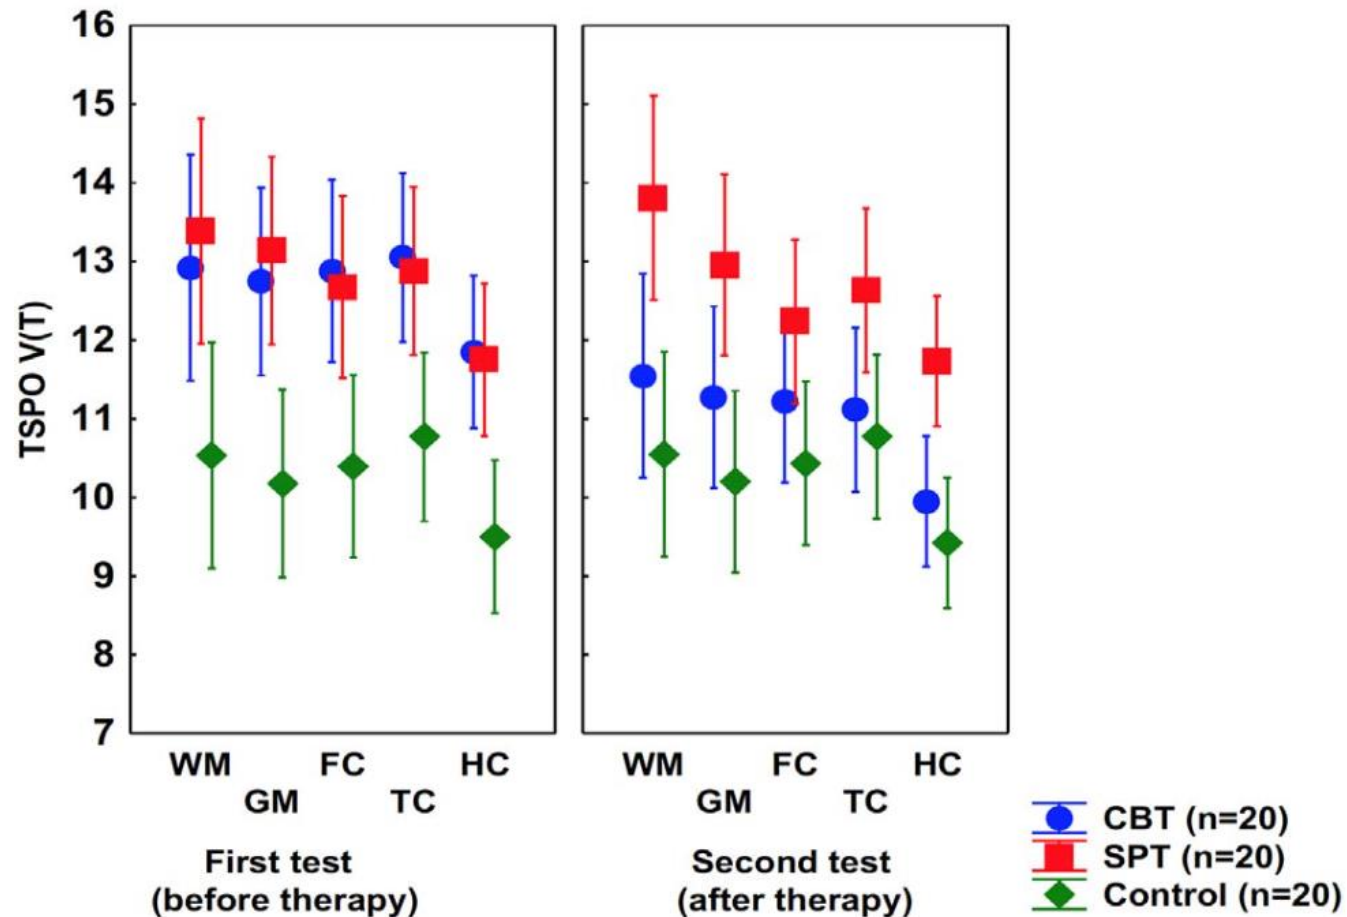 TSPO V(T)
16
15
14
13
12
11
10
9
8
7
WM FC HC
GM TC
WM FC HC
GM TC
First test
(before therapy)
Second test
(after therapy)
CBT (n=20)
SPT (n=20)
Control (n=20)